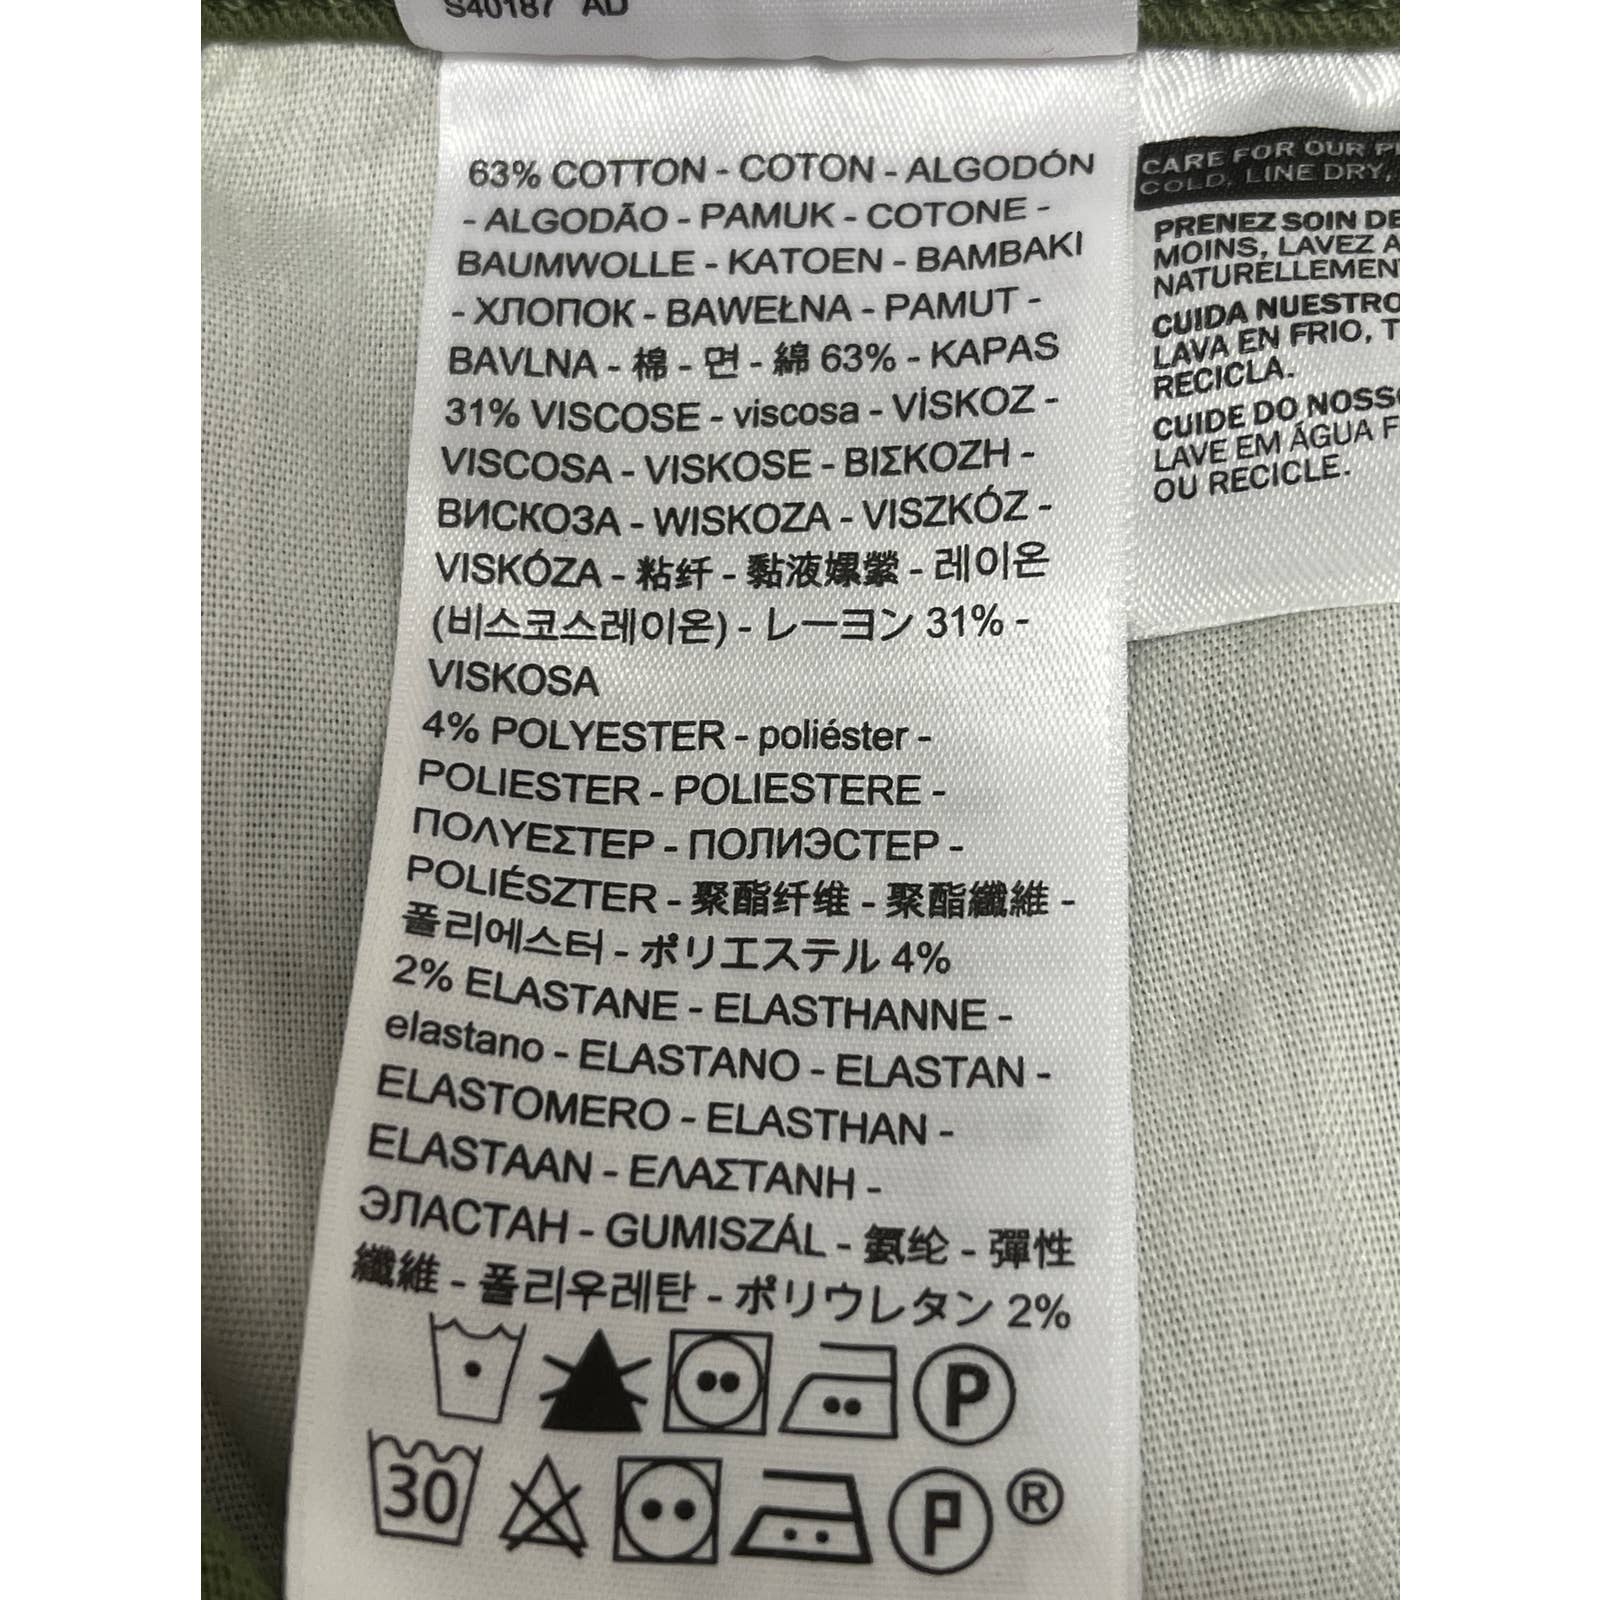 S40187 AD
63% COTTON - COTON - ALGODÓN
- ALGODÃO - PAMUK - COTONE -
BAUMWOLLE - KATOEN - BAMBAKI
- ХЛОПОК - BAWEŁNA - PAMUT -
BAVLNA - 棉 - 면 - 綿 63% - KAPAS
31% VISCOSE - viscosa - VİSKOZ -
VISCOSA - VISKOSE - ΒΙΣΚΟΖΗ -
ВИСКОЗА - WISKOZA - VISZKÓZ -
VISKÓZA - 粘纤 - 黏液嫘縈 - 레이온
(비스코스레이온) - レーヨン 31% -
VISKOSA
4% POLYESTER - poliéster -
POLIESTER - POLIESTERE -
ΠΟΛΥΕΣΤΕΡ - ПОЛИЭСТЕР -
POLIÉSZTER - 聚酯纤维 - 聚酯纖維 -
폴리에스터 - ポリエステル 4%
2% ELASTANE - ELASTHANNE -
elastano - ELASTANO - ELASTAN -
ELASTOMERO - ELASTHAN -
ELASTAAN - ΕΛΑΣΤΑΝΗ -
ЭЛАСТАН - GUMISZÁL - 氨纶 - 彈性
纖維 - 폴리우레탄 - ポリウレタン 2%
P
30 P ®
CARE FOR OUR
COLD, LINE DRY,
PRENEZ SOIN DE
MOINS, LAVEZ
CUIDA
LAVA EN FRIO,
RECICLA.
CUIDE DO
LAVE EM ÁGUA
OU RECICLE.